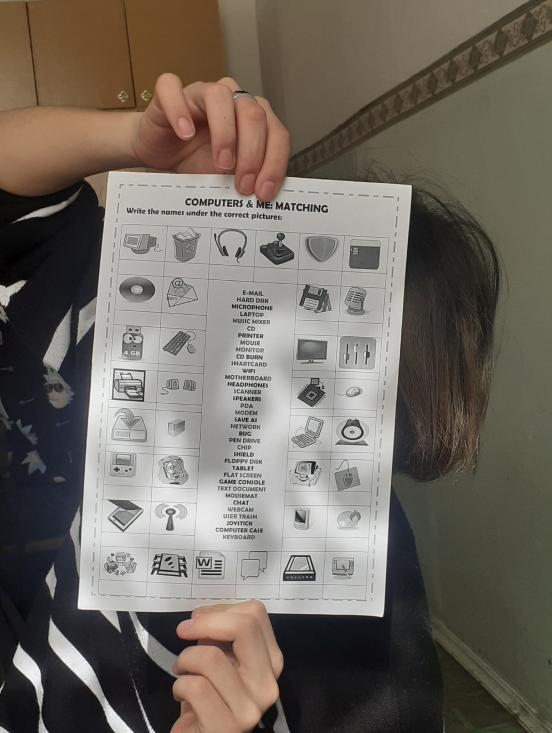 COMPUTERS & ME: MATCHING
Write the names under the correct pictures:
4 GB
W
E-MAIL
HARD DISK
MICROPHONE
LAPTOP
MUSIC MIXER
CD
PRINTER
MOUSE
MONITOR
CD BURN
SMARTCARD
WIFI
MOTHERBOARD
HEADPHONES
SCANNER
SPEAKERS
PDA
MODEM
SAVE AS
NETWORK
BUG
PEN DRIVE
CHIP
SHIELD
FLOPPY DISK
TABLET
FLAT SCREEN
GAME CONSOLE
TEXT DOCUMENT
MOUSEMAT
CHAT
WEBCAM
USER TRASH
JOYITICK
COMPUTER CASE
KEYBOARD